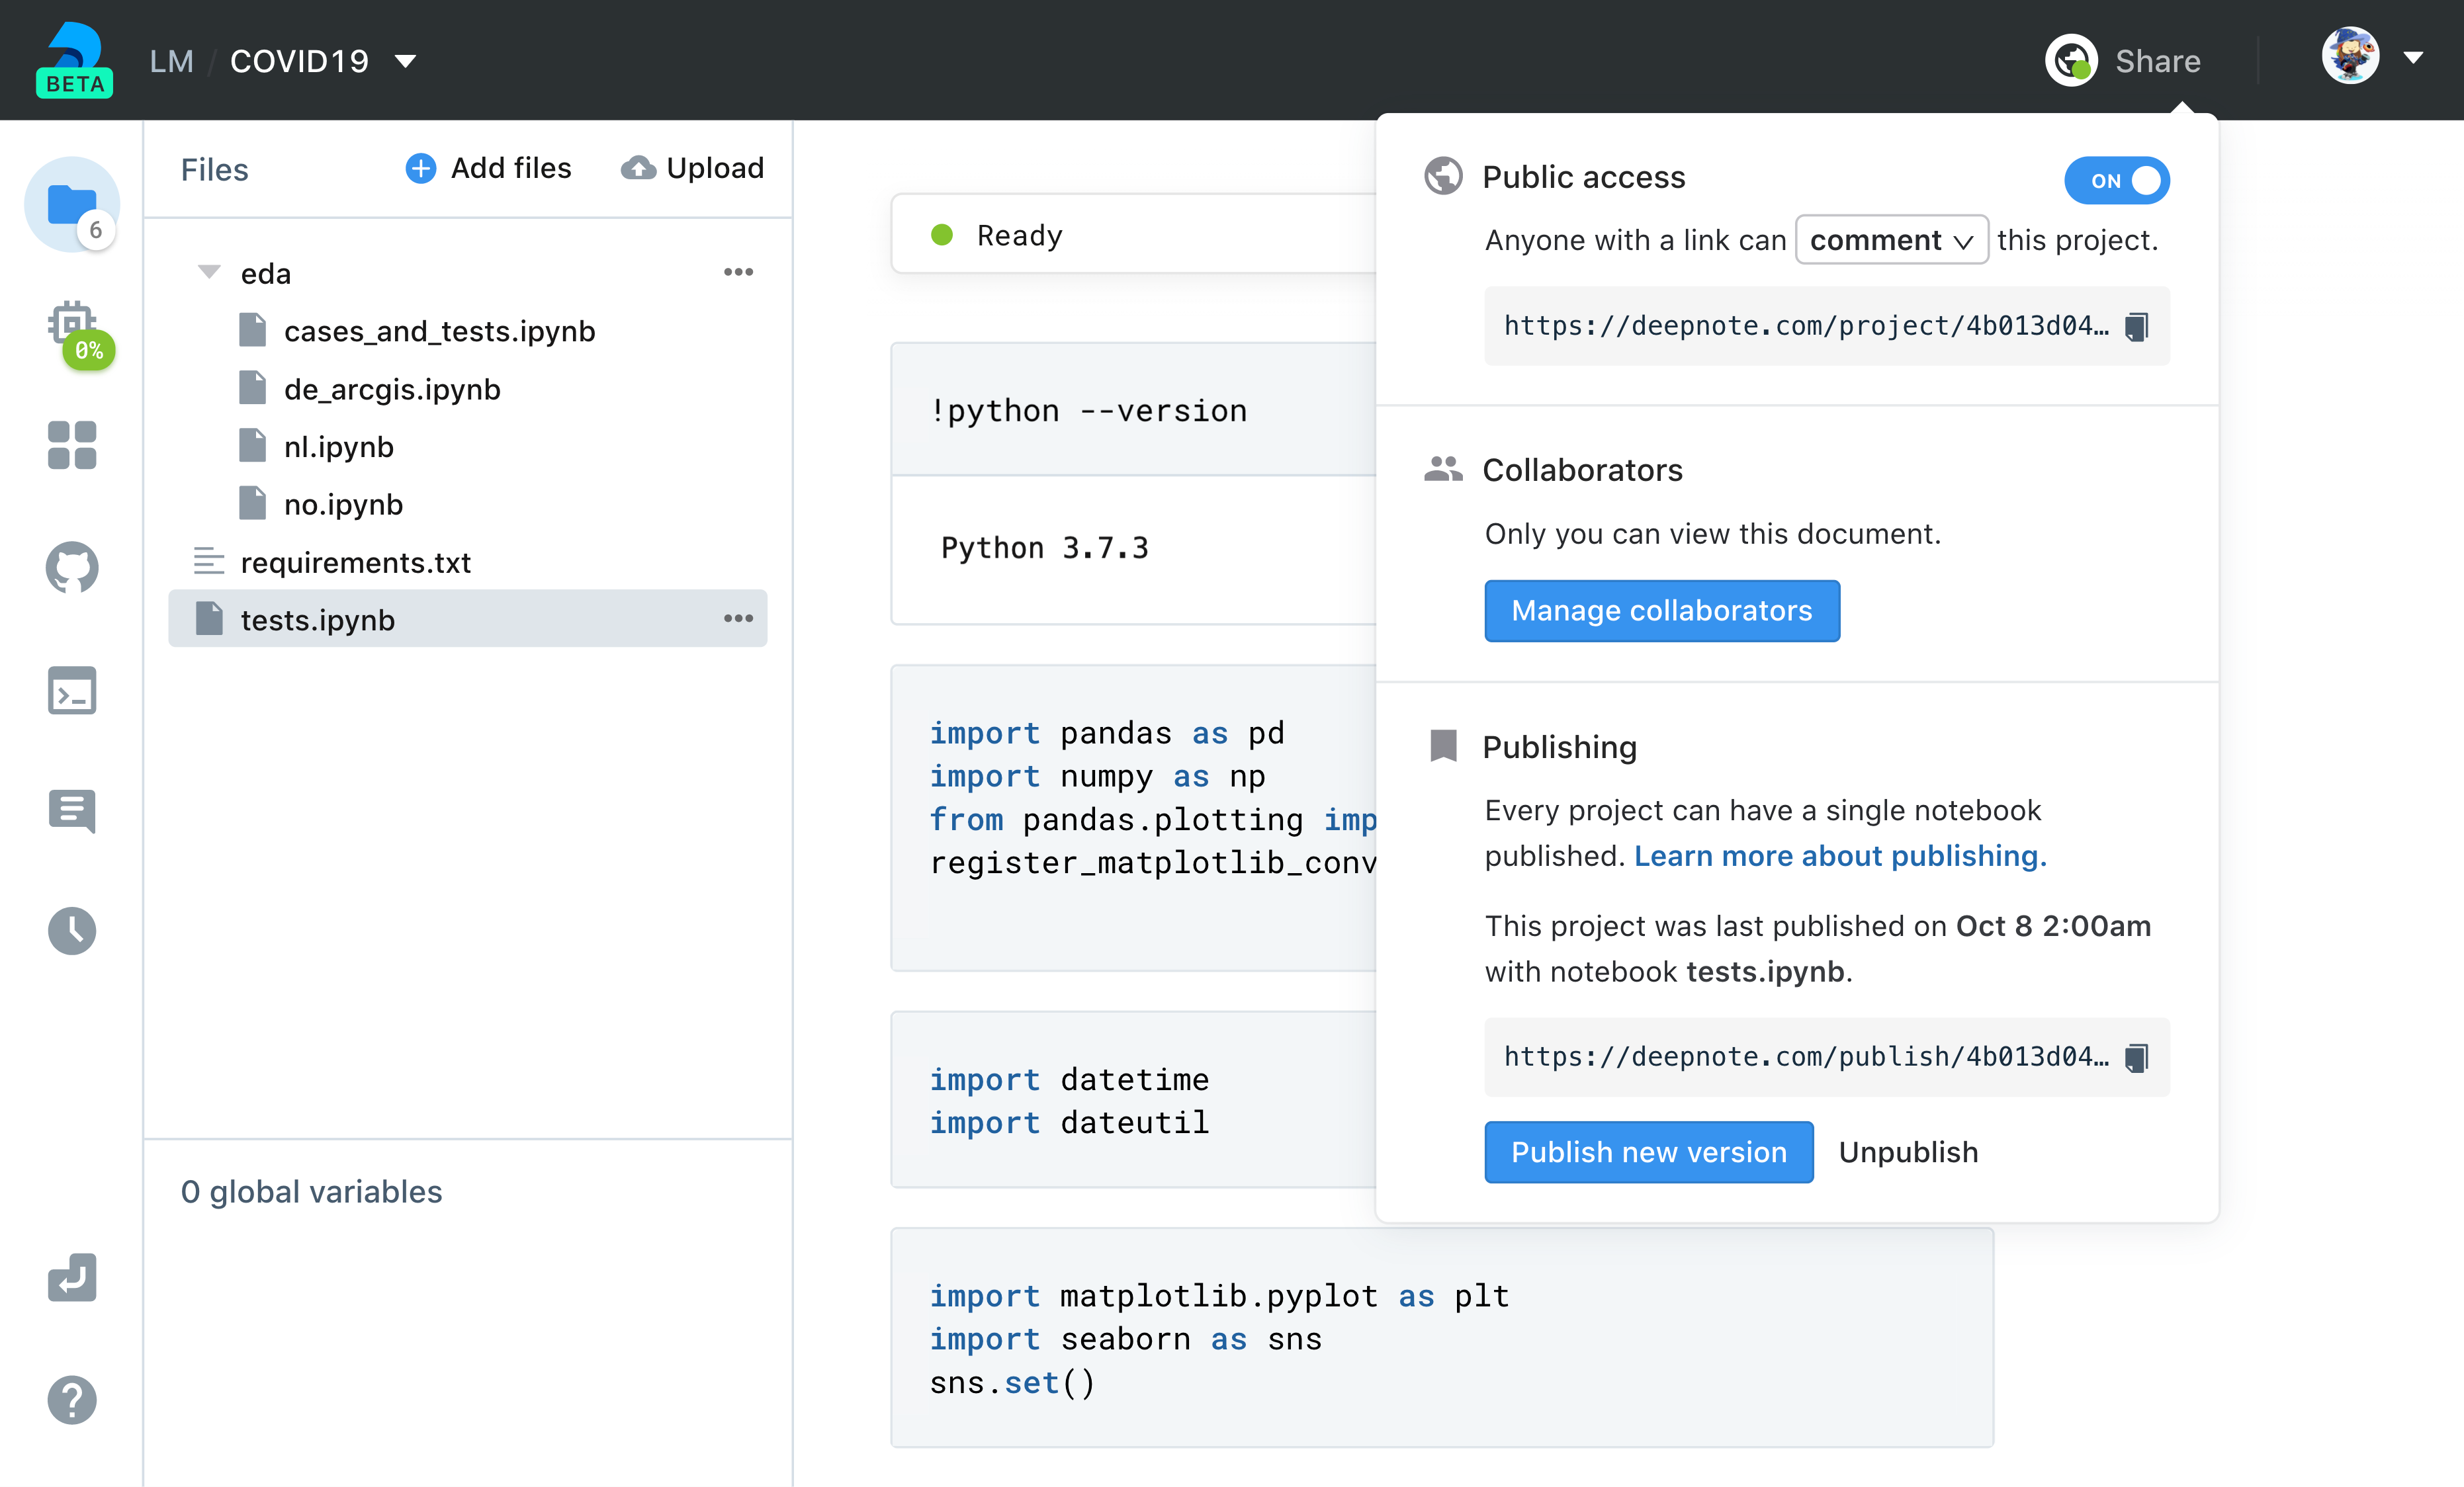 BETA
LM / COVID19
Share
Files
Add files
Upload
6
0%
eda
cases_and_tests.ipynb
de_arcgis.ipynb
nl.ipynb
no.ipynb
requirements.txt
tests.ipynb
0 global variables
Ready
!python --version
Python 3.7.3
import pandas as pd
import numpy as np
from pandas.plotting imp
register_matplotlib_conv
import datetime
import dateutil
import matplotlib.pyplot as plt
import seaborn as sns
sns.set()
Public access
ON
Anyone with a link can comment this project.
https://deepnote.com/project/4b013d04…
Collaborators
Only you can view this document.
Manage collaborators
Publishing
Every project can have a single notebook
published. Learn more about publishing.
This project was last published on Oct 8 2:00am
with notebook tests.ipynb.
https://deepnote.com/publish/4b013d04…
Publish new version
Unpublish